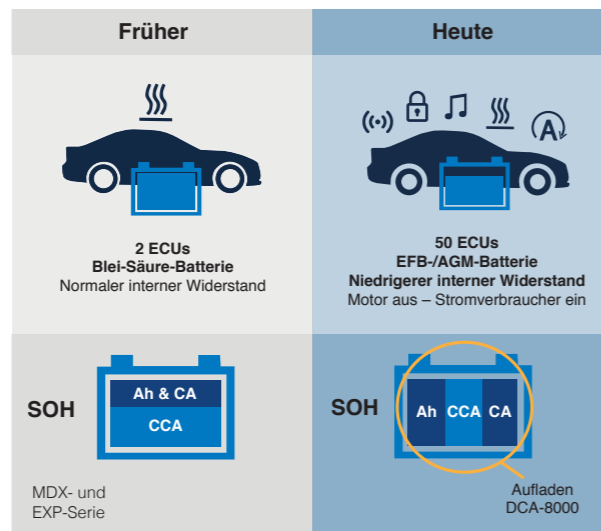 Früher
Heute
A
2 ECUs
Blei-Säure-Batterie
Normaler interner Widerstand
50 ECUs
EFB-/AGM-Batterie
Niedrigerer interner Widerstand
Motor aus – Stromverbraucher ein
SOH
Ah & CA
CCA
MDX- und
EXP-Serie
SOH
Ah CCA CA
Aufladen
DCA-8000